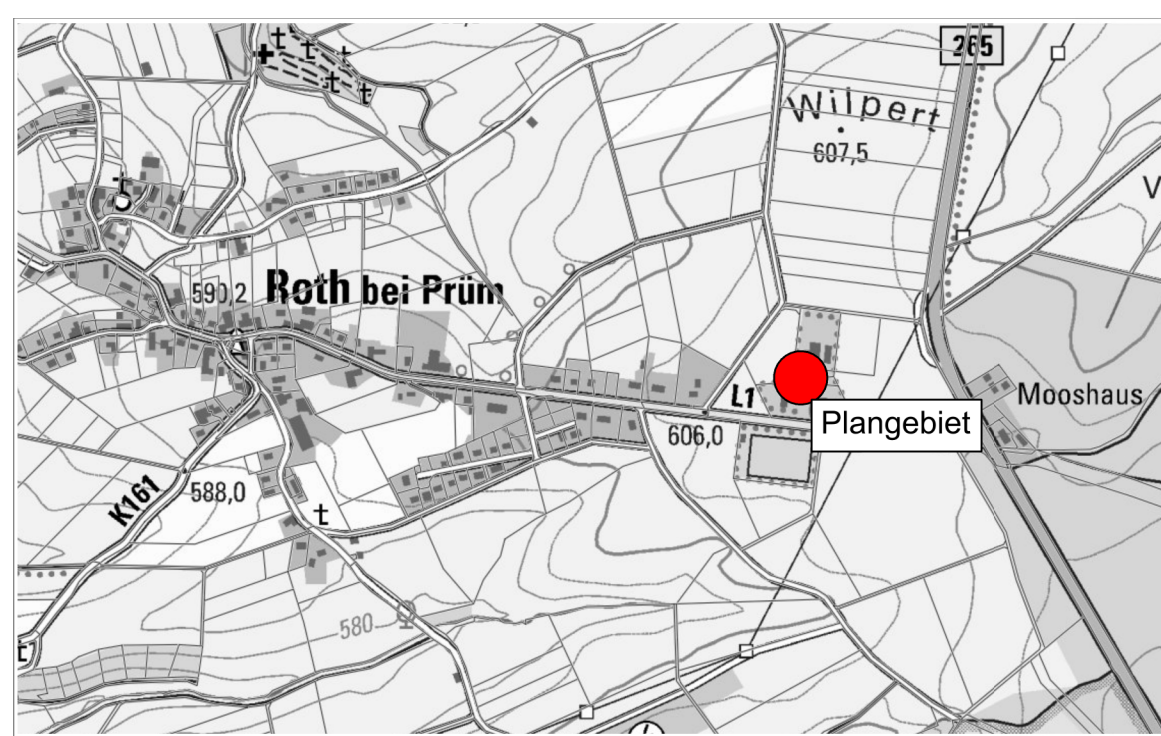 265
Wilpert
607,5
V
590,2
Roth bei Prüm
Mooshaus
L1
Plangebiet
606,0
K161
588,0
580